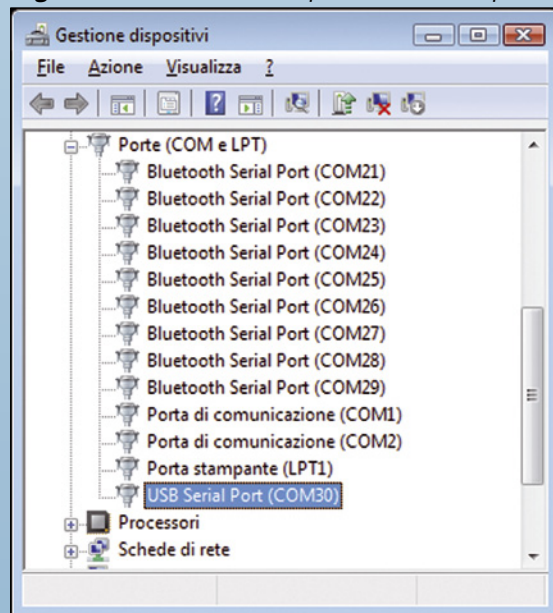 Gestione dispositivi
File Azione Visualizza ?
Porte (COM e LPT)
Bluetooth Serial Port (COM21)
Bluetooth Serial Port (COM22)
Bluetooth Serial Port (COM23)
Bluetooth Serial Port (COM24)
Bluetooth Serial Port (COM25)
Bluetooth Serial Port (COM26)
Bluetooth Serial Port (COM27)
Bluetooth Serial Port (COM28)
Bluetooth Serial Port (COM29)
Porta di comunicazione (COM1)
Porta di comunicazione (COM2)
Porta stampante (LPT1)
USB Serial Port (COM30)
Processori
Schede di rete